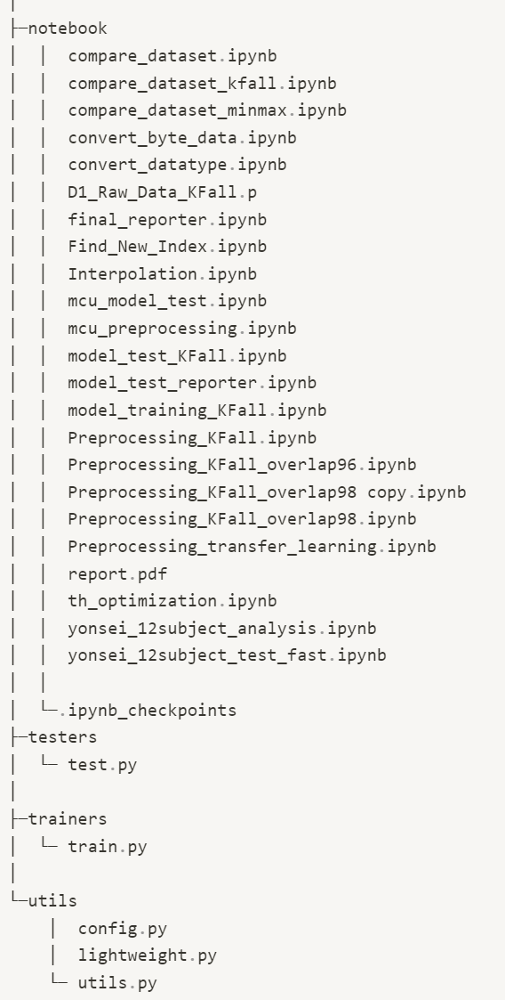 │
├─notebook
│  │  compare_dataset.ipynb
│  │  compare_dataset_kfall.ipynb
│  │  compare_dataset_minmax.ipynb
│  │  convert_byte_data.ipynb
│  │  convert_datatype.ipynb
│  │  D1_Raw_Data_KFall.p
│  │  final_reporter.ipynb
│  │  Find_New_Index.ipynb
│  │  Interpolation.ipynb
│  │  mcu_model_test.ipynb
│  │  mcu_preprocessing.ipynb
│  │  model_test_KFall.ipynb
│  │  model_test_reporter.ipynb
│  │  model_training_KFall.ipynb
│  │  Preprocessing_KFall.ipynb
│  │  Preprocessing_KFall_overlap96.ipynb
│  │  Preprocessing_KFall_overlap98 copy.ipynb
│  │  Preprocessing_KFall_overlap98.ipynb
│  │  Preprocessing_transfer_learning.ipynb
│  │  report.pdf
│  │  th_optimization.ipynb
│  │  yonsei_12subject_analysis.ipynb
│  │  yonsei_12subject_test_fast.ipynb
│  │
│  └─.ipynb_checkpoints
├─testers
│  └─ test.py
│
├─trainers
│  └─ train.py
│
└─utils
    │  config.py
    │  lightweight.py
    └─ utils.py